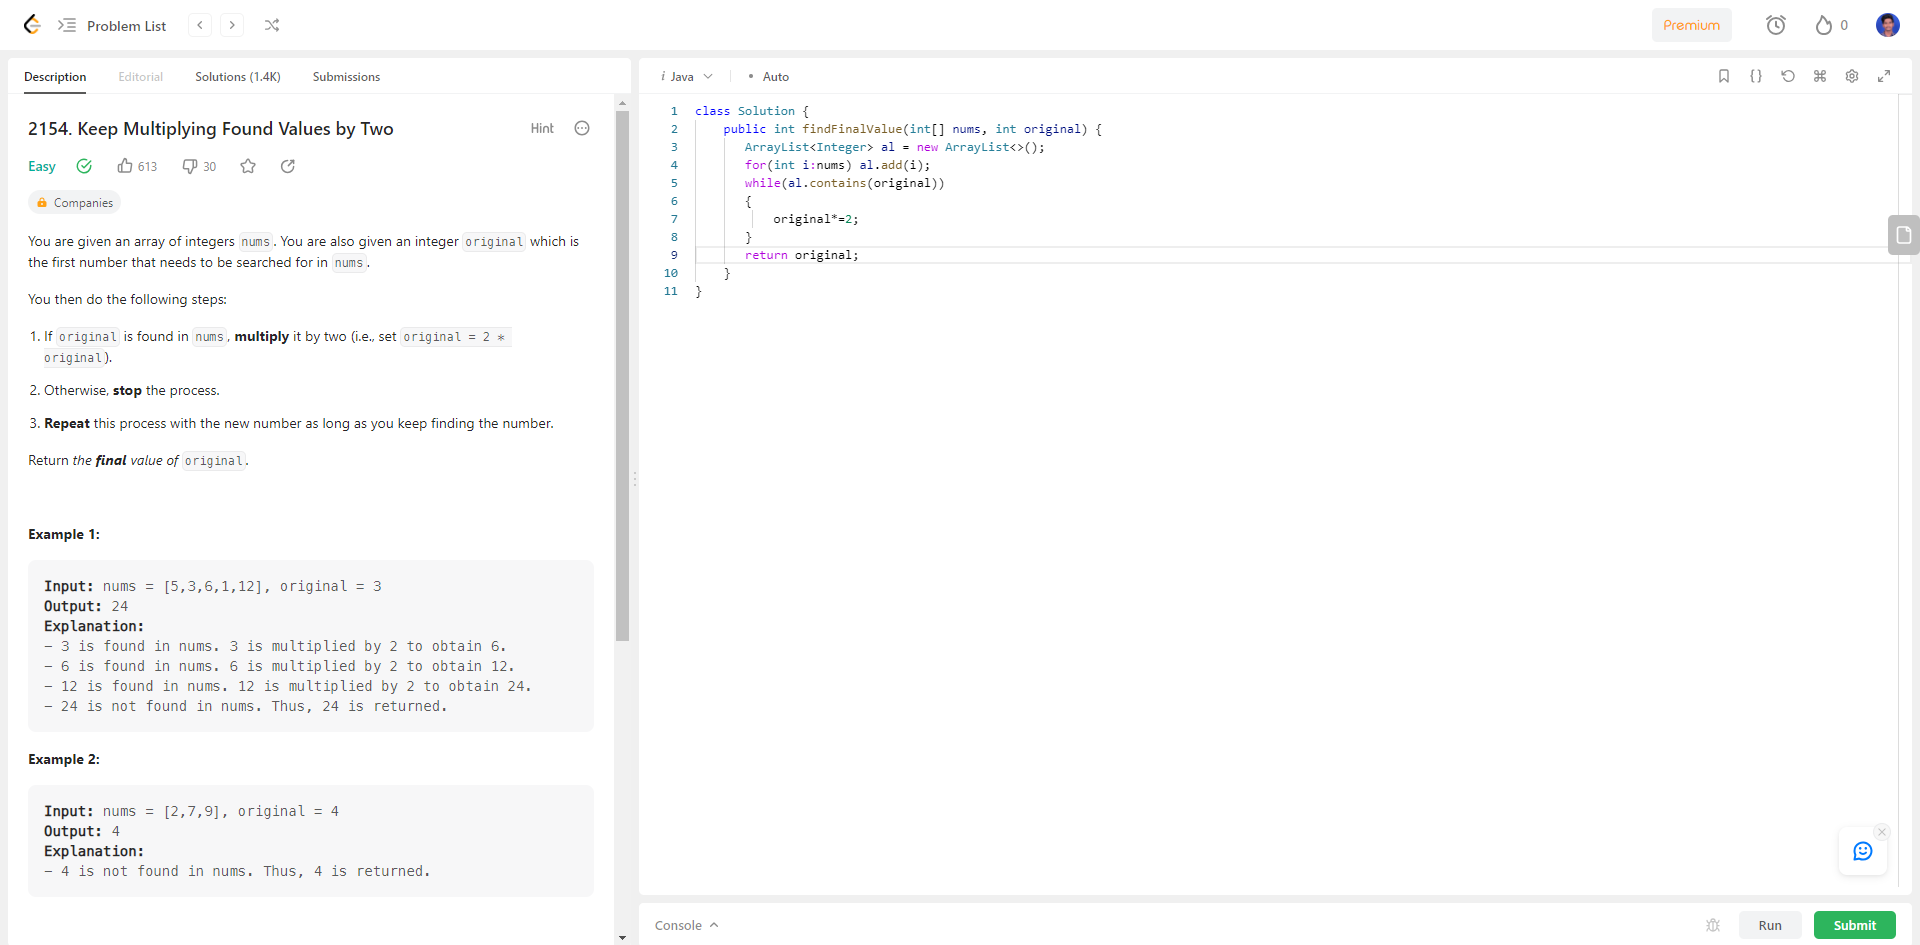 Problem List
Premium
0
Description
Editorial
Solutions (1.4K)
Submissions
2154. Keep Multiplying Found Values by Two
Hint
Easy
613
30
Companies
You are given an array of integers nums. You are also given an integer original which is
the first number that needs to be searched for in nums.
You then do the following steps:
1. If original is found in nums, multiply it by two (i.e., set original = 2 *
original).
2. Otherwise, stop the process.
3. Repeat this process with the new number as long as you keep finding the number.
Return the final value of original.
Example 1:
Input: nums = [5,3,6,1,12], original = 3
Output: 24
Explanation:
- 3 is found in nums. 3 is multiplied by 2 to obtain 6.
- 6 is found in nums. 6 is multiplied by 2 to obtain 12.
- 12 is found in nums. 12 is multiplied by 2 to obtain 24.
- 24 is not found in nums. Thus, 24 is returned.
Example 2:
Input: nums = [2,7,9], original = 4
Output: 4
Explanation:
- 4 is not found in nums. Thus, 4 is returned.
i Java
• Auto
1 class Solution {
2 public int findFinalValue(int[] nums, int original) {
3 ArrayList<Integer> al = new ArrayList<>();
4 for(int i:nums) al.add(i);
5 while(al.contains(original))
6 {
7 original*=2;
8 }
9 return original;
10 }
11 }
Console
Run
Submit